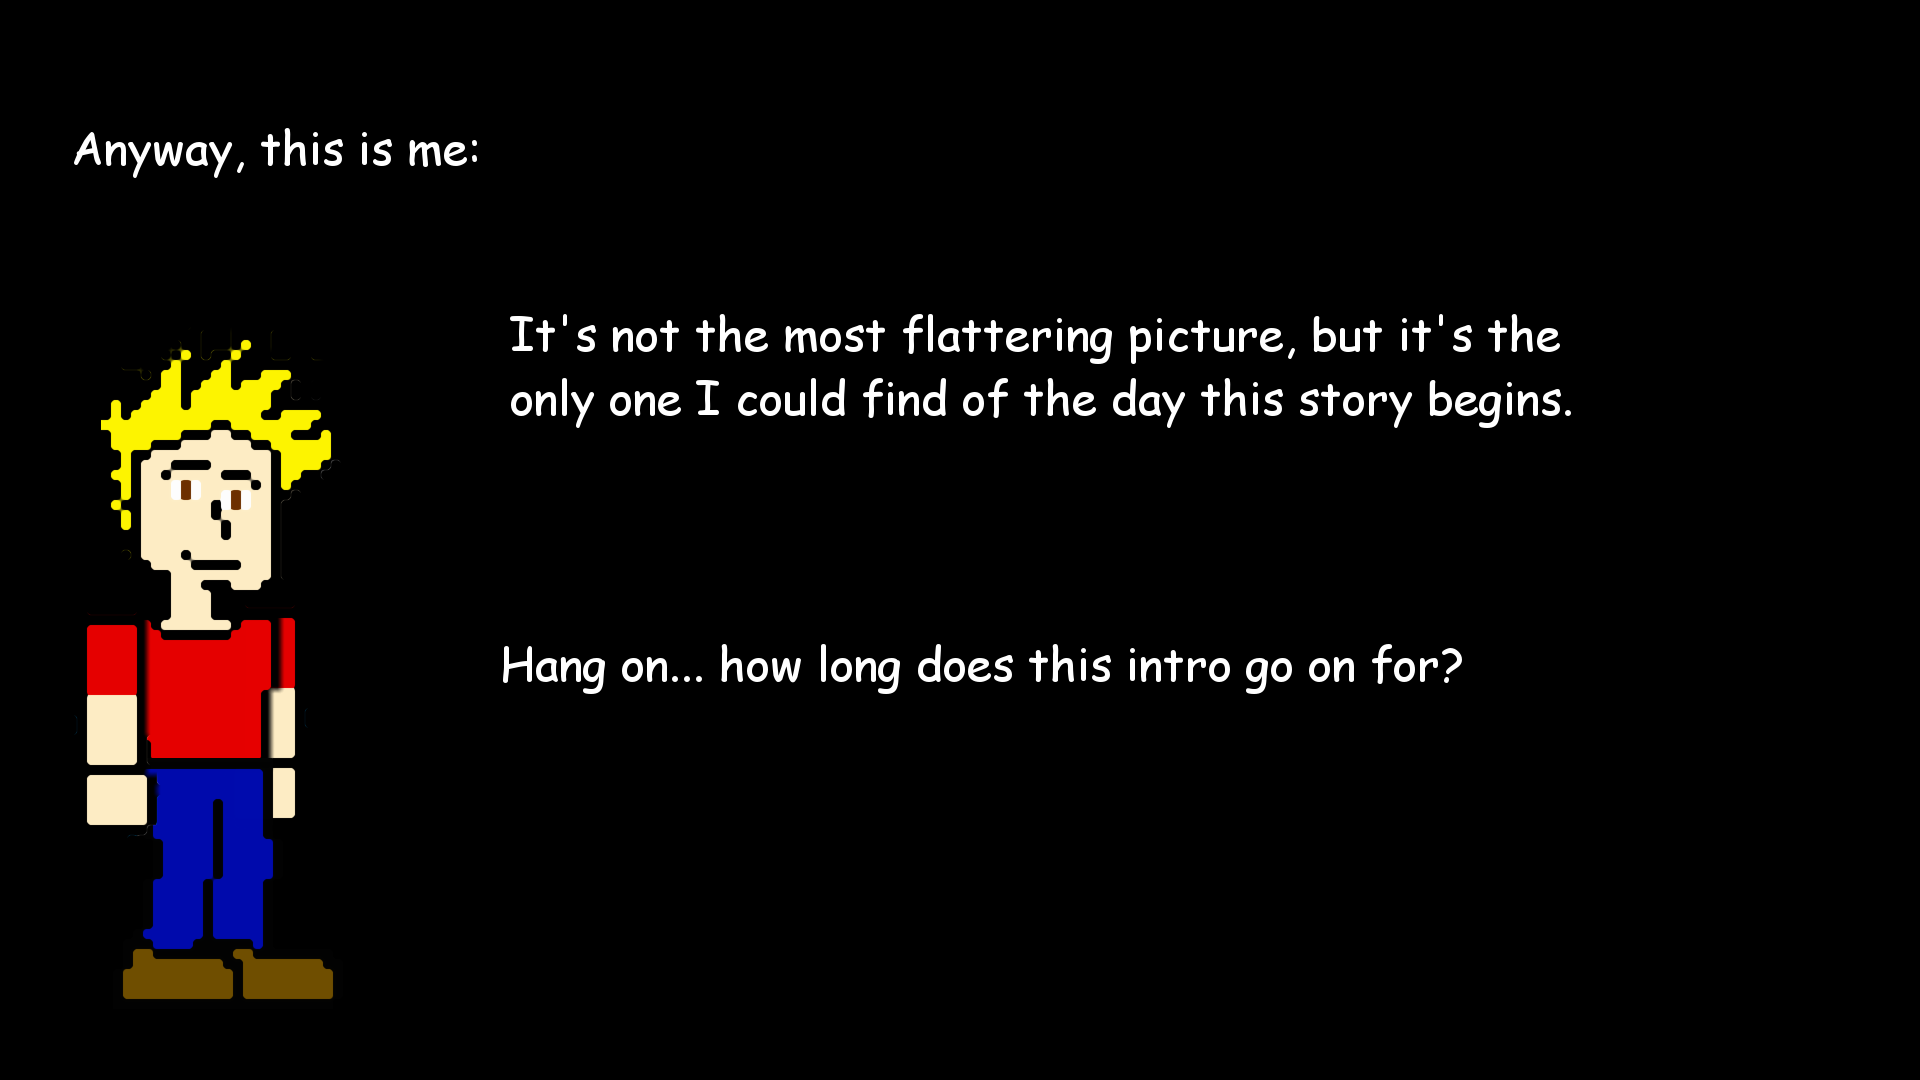 Anyway, this is me:
It's not the most flattering picture, but it's the
only one I could find of the day this story begins.
Hang on... how long does this intro go on for?